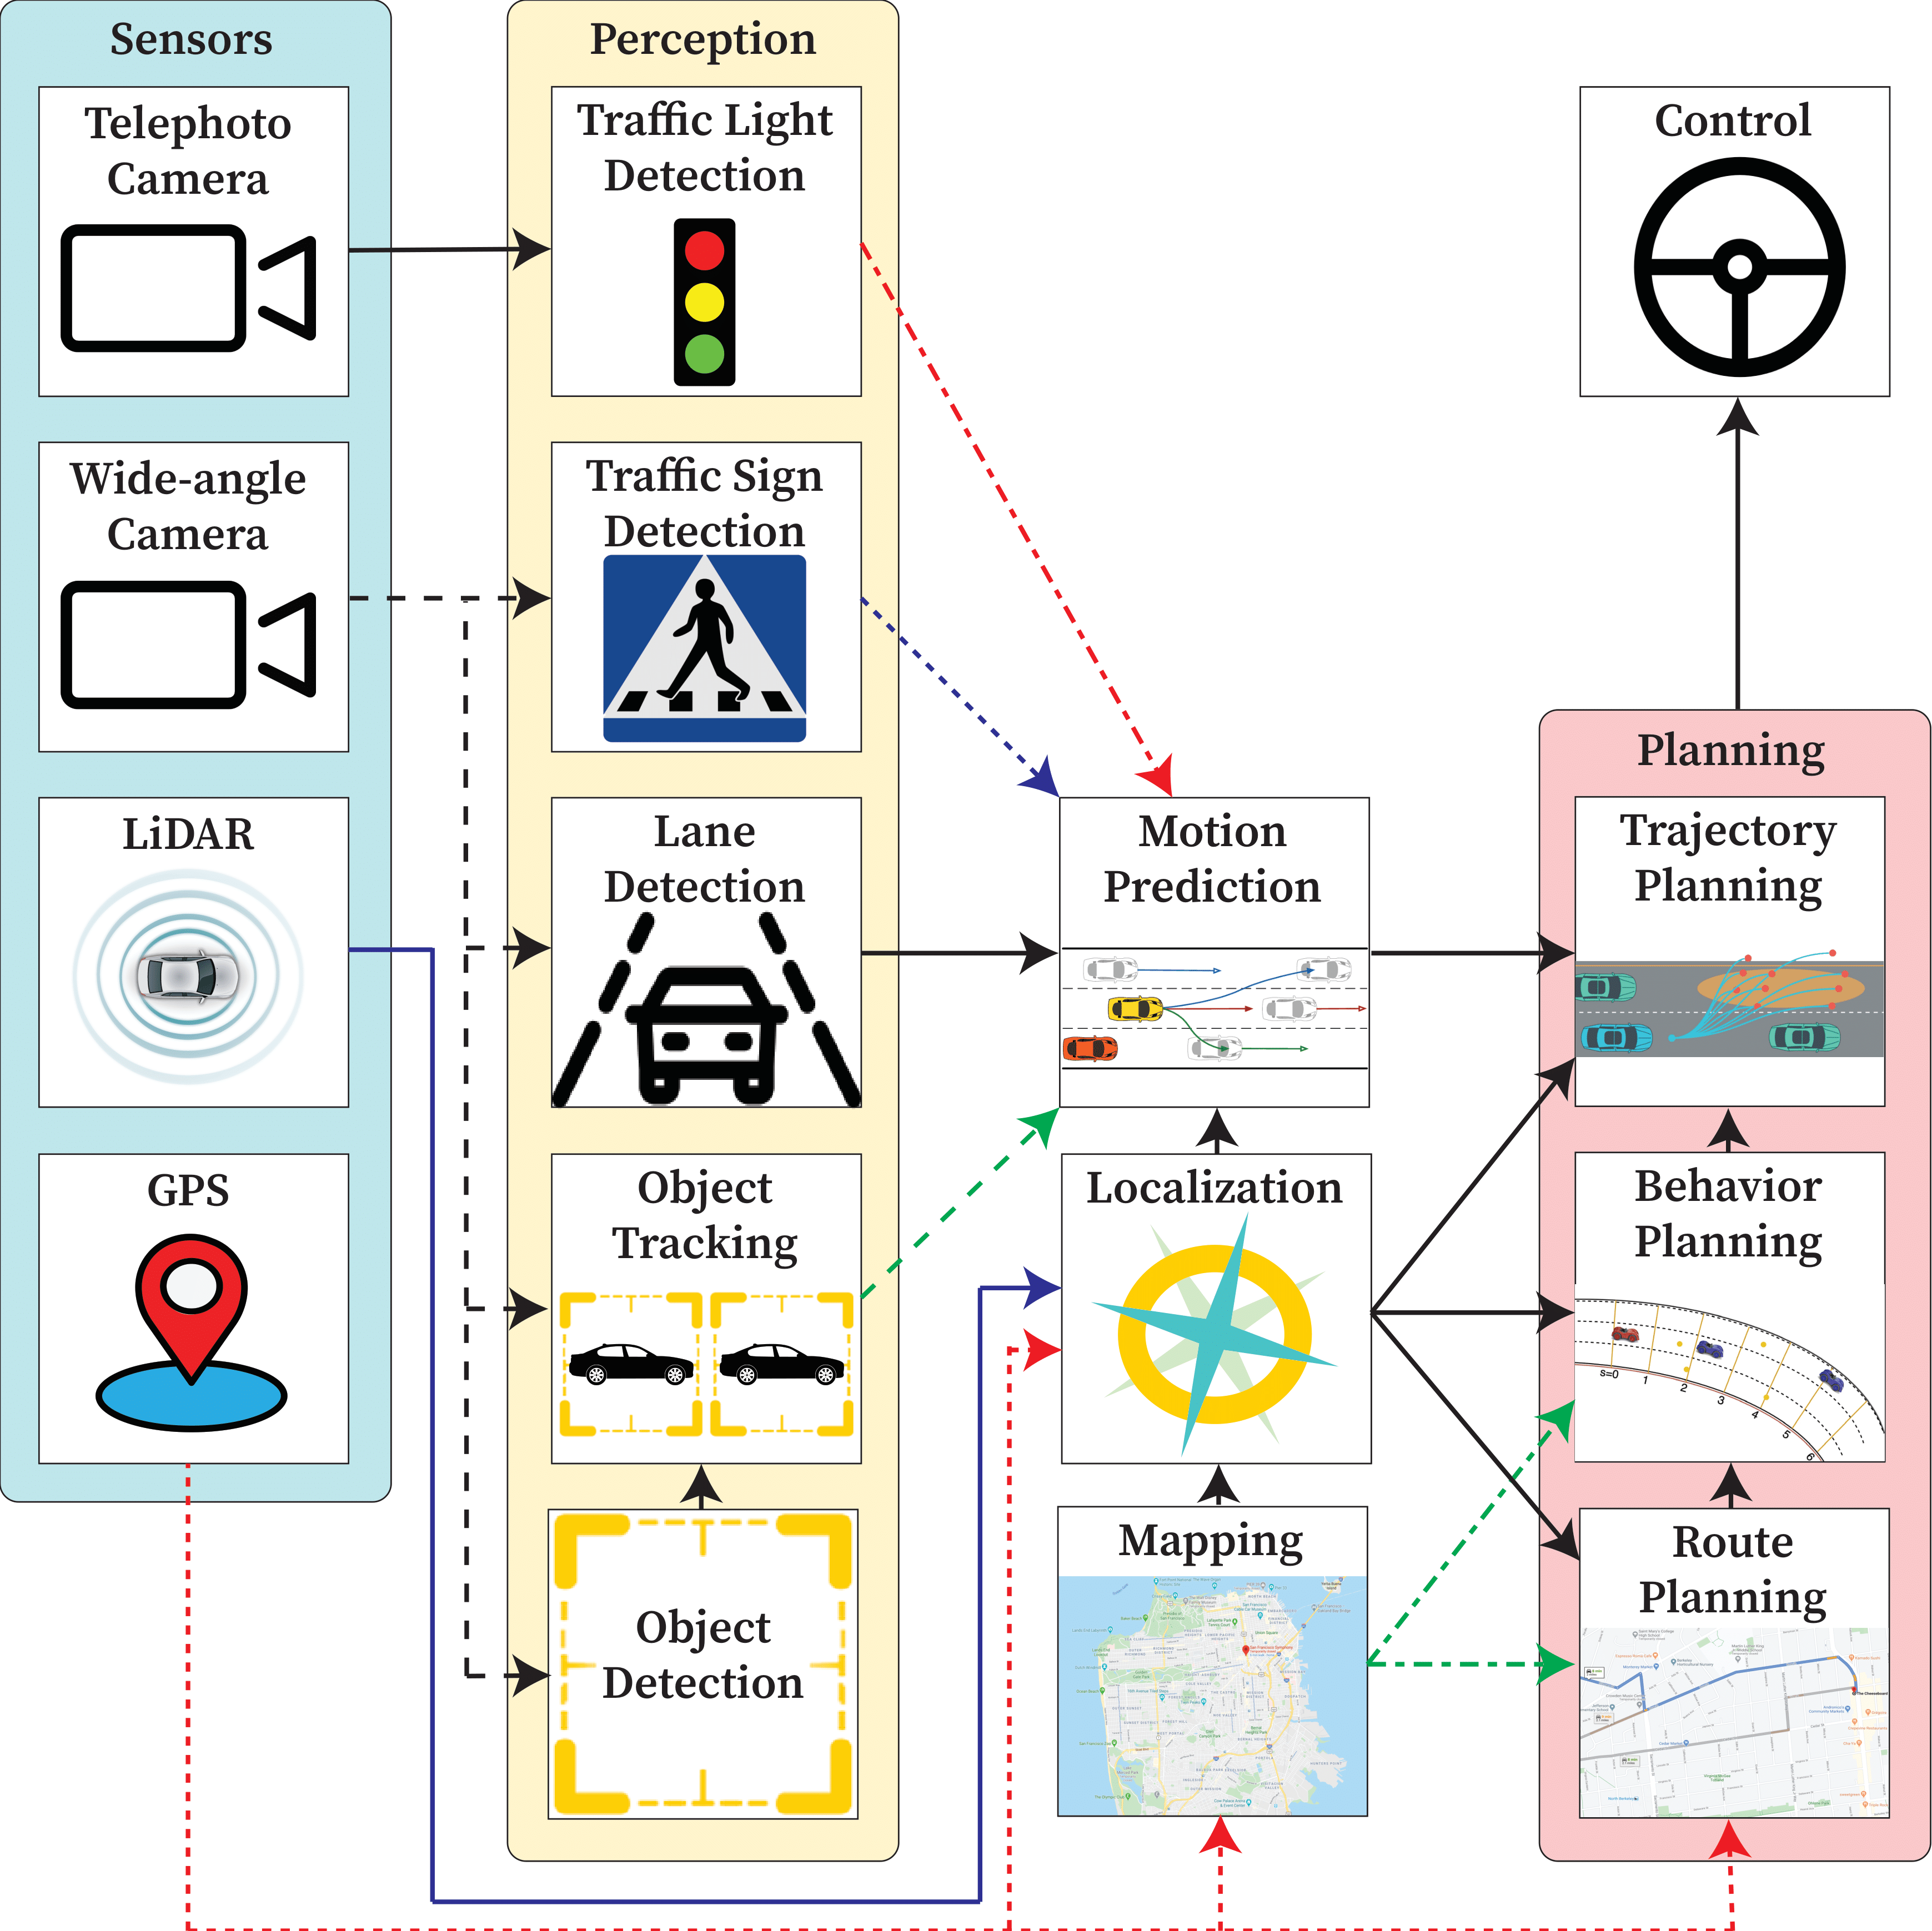 Sensors
Telephoto
Camera
Wide-angle
Camera
LiDAR
GPS
Perception
Traffic Light
Detection
Traffic Sign
Detection
Lane
Detection
Object
Tracking
Object
Detection
Motion
Prediction
Localization
Mapping
Control
Planning
Trajectory
Planning
Behavior
Planning
s=0
1
2
3
4
5
6
Route
Planning